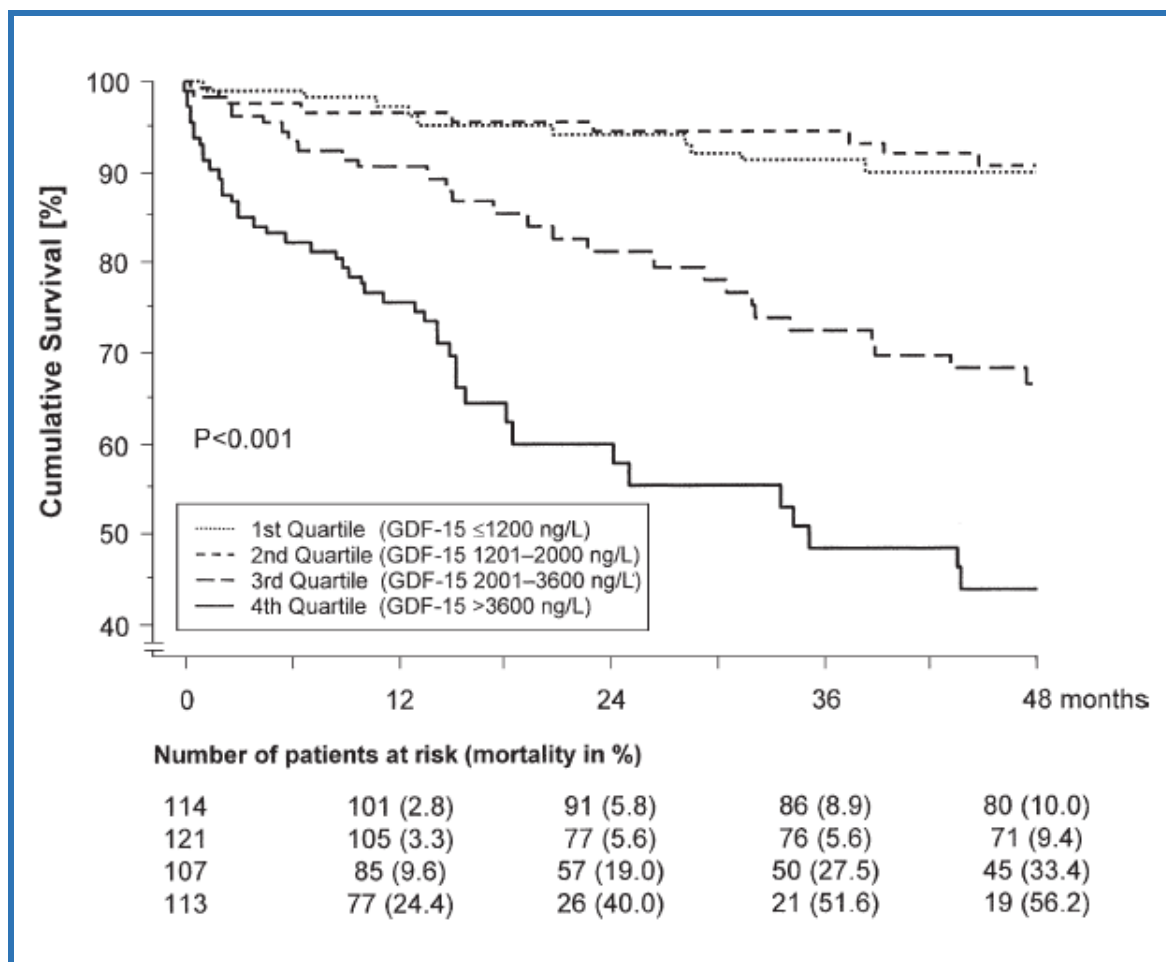 100
90
80
70
60
50
40
Cumulative Survival [%]
P<0.001
1st Quartile (GDF-15 ≤1200 ng/L)
2nd Quartile (GDF-15 1201–2000 ng/L)
3rd Quartile (GDF-15 2001–3600 ng/L)
4th Quartile (GDF-15 >3600 ng/L)
0 12 24 36 48 months
Number of patients at risk (mortality in %)
114 101 (2.8) 91 (5.8) 86 (8.9) 80 (10.0)
121 105 (3.3) 77 (5.6) 76 (5.6) 71 (9.4)
107 85 (9.6) 57 (19.0) 50 (27.5) 45 (33.4)
113 77 (24.4) 26 (40.0) 21 (51.6) 19 (56.2)